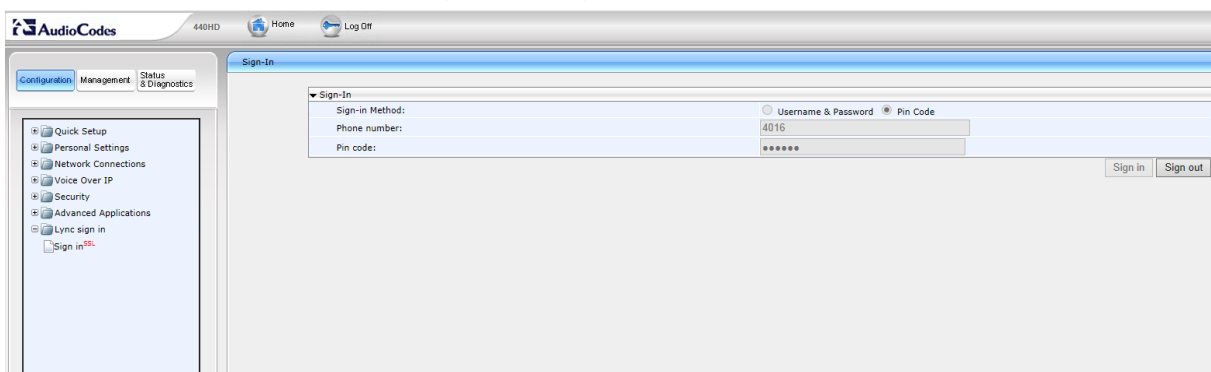 AudioCodes 440HD Home Log Off
Configuration Management Status & Diagnostics
Quick Setup
Personal Settings
Network Connections
Voice Over IP
Security
Advanced Applications
Lync sign in
Sign inSSL
Sign-In
Sign-In
Sign-in Method: Username & Password Pin Code
Phone number: 4016
Pin code: ••••••
Sign in Sign out